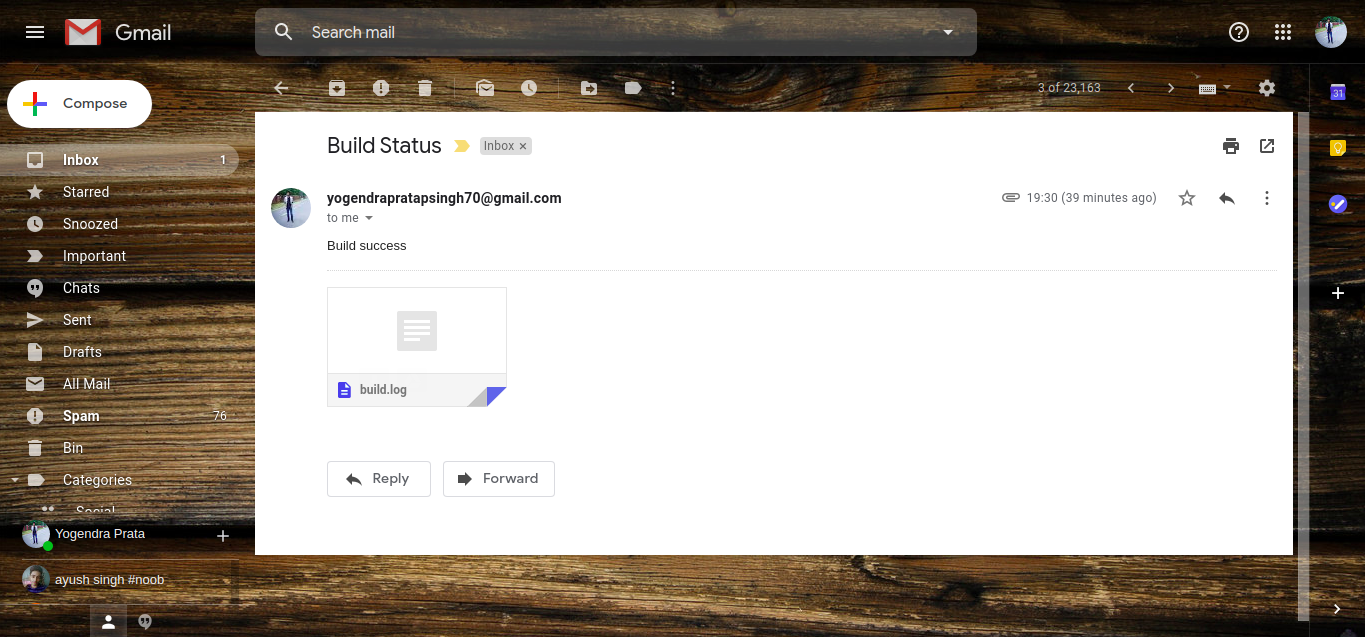 Gmail
Search mail
Compose
3 of 23,163
31
Inbox 1
Starred
Snoozed
Important
Chats
Sent
Drafts
All Mail
Spam 76
Bin
Categories
Social
Yogendra Prata
ayush singh #noob
Build Status
Inbox ×
yogendrapratapsingh70@gmail.com
19:30 (39 minutes ago)
to me
Build success
build.log
Reply
Forward